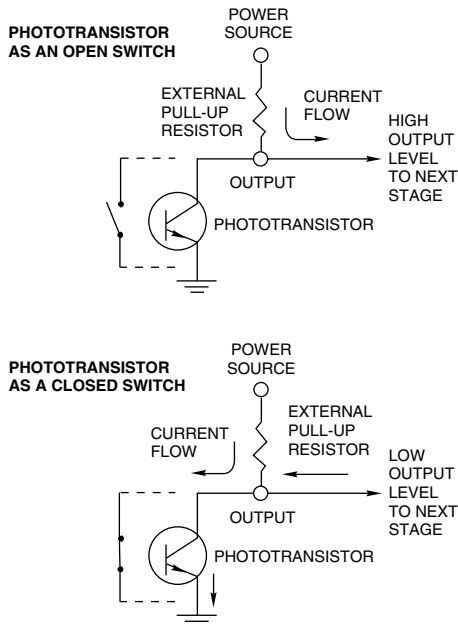 PHOTOTRANSISTOR
AS AN OPEN SWITCH
POWER
SOURCE
EXTERNAL
PULL-UP
RESISTOR
CURRENT
FLOW
HIGH
OUTPUT
LEVEL
TO NEXT
STAGE
OUTPUT
PHOTOTRANSISTOR
PHOTOTRANSISTOR
AS A CLOSED SWITCH
POWER
SOURCE
CURRENT
FLOW
EXTERNAL
PULL-UP
RESISTOR
LOW
OUTPUT
LEVEL
TO NEXT
STAGE
OUTPUT
PHOTOTRANSISTOR